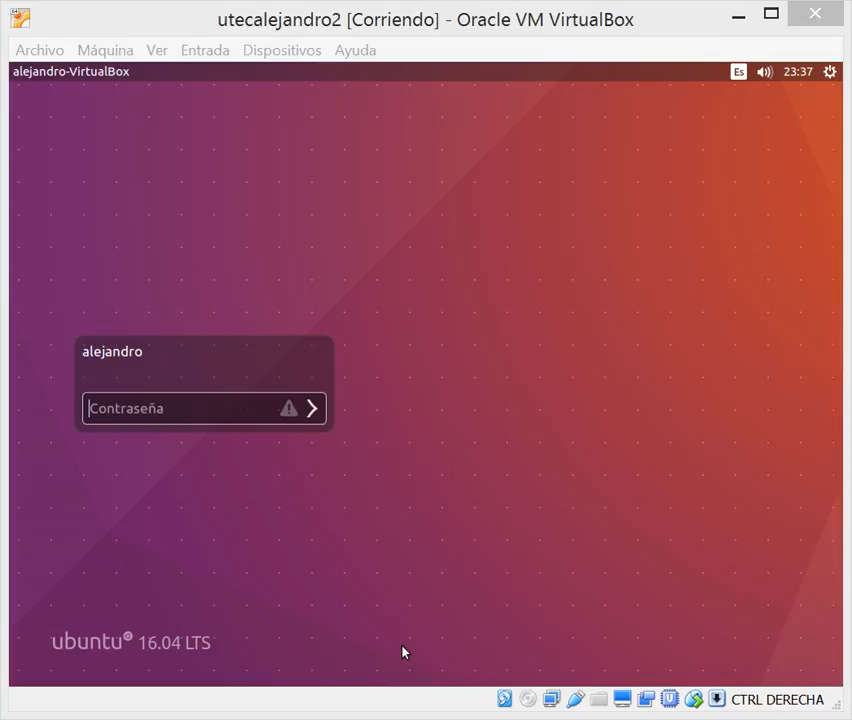 utecalejandro2 [Corriendo] - Oracle VM VirtualBox
Archivo Máquina Ver Entrada Dispositivos Ayuda
alejandro-VirtualBox Es 23:37
alejandro
Contraseña
ubuntu 16.04 LTS
CTRL DERECHA